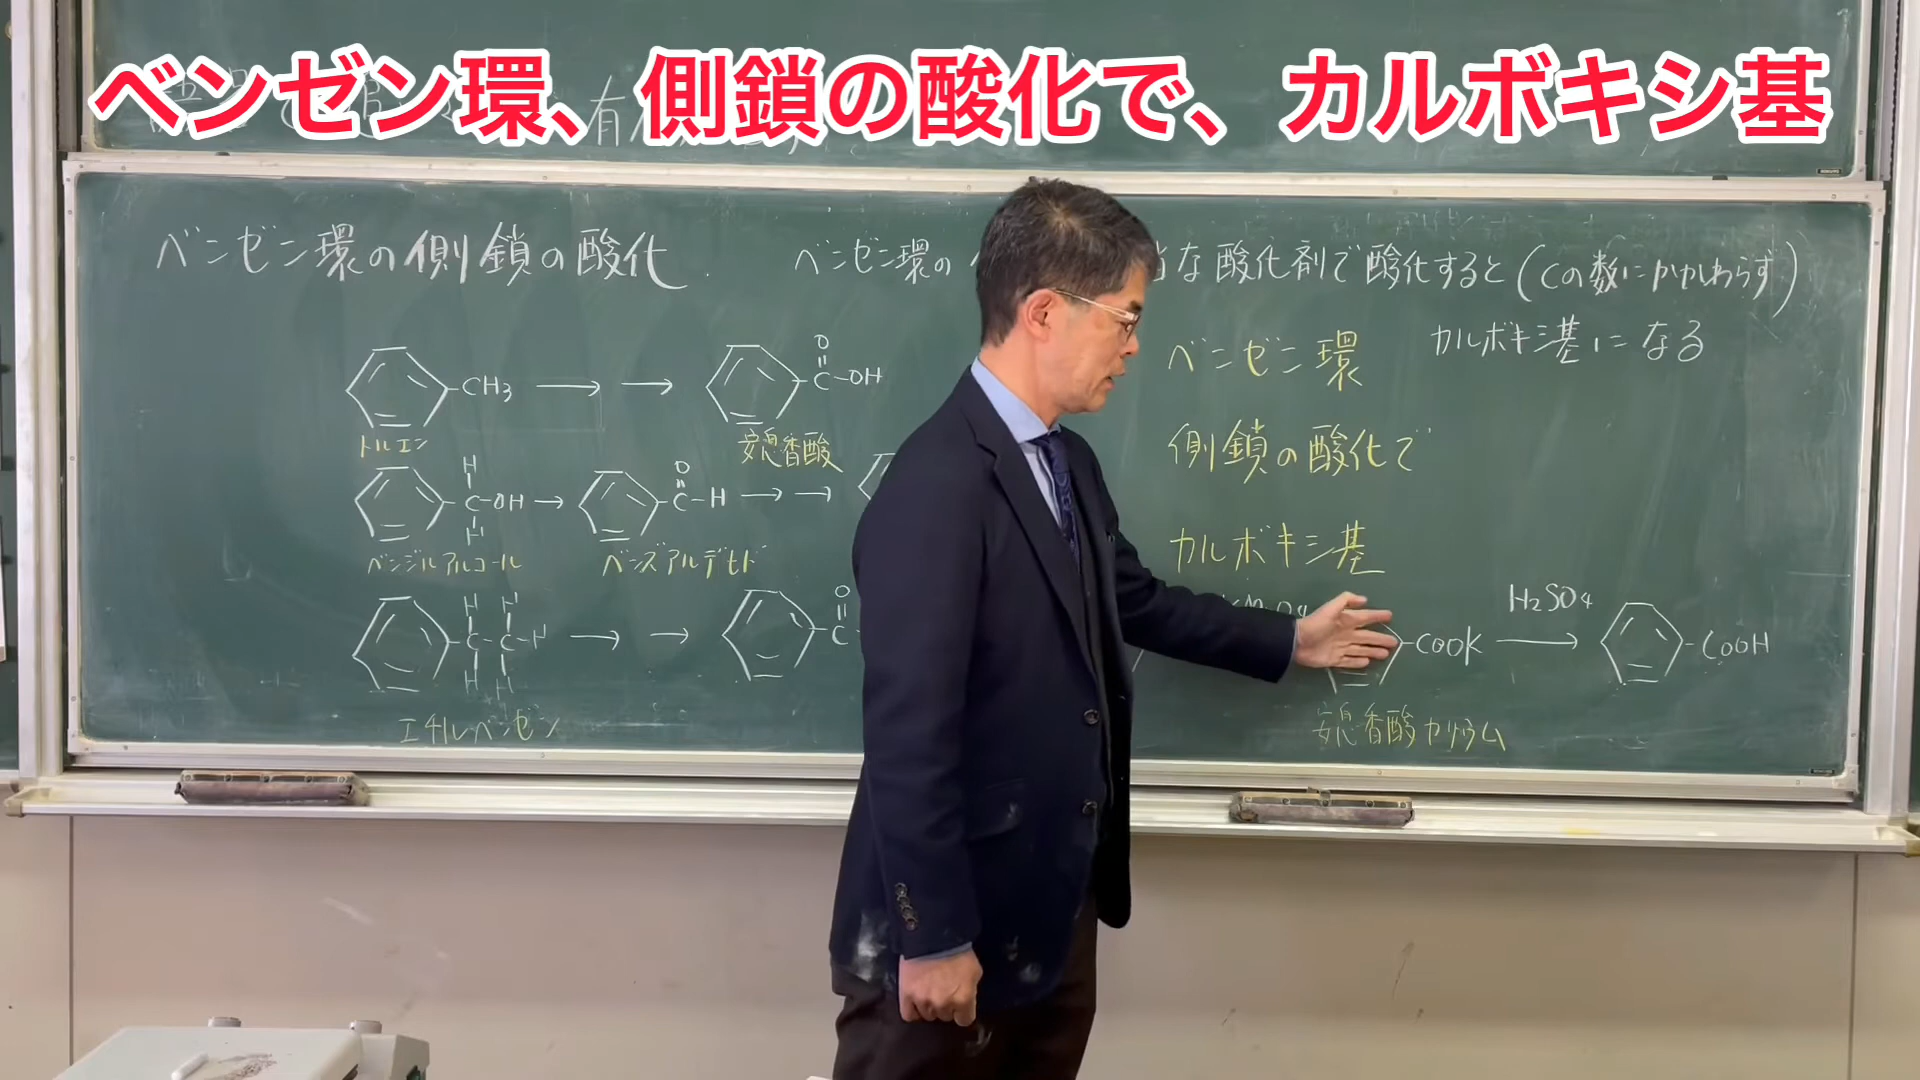 ベンゼン環、側鎖の酸化で、カルボキシ基
有
ベンゼン環の側鎖の酸化
ベンゼン環の な酸化剤で酸化すると(Cの数にかかわらず)
カルボキシ基になる
ベンゼン環
側鎖の酸化で
カルボキシ基
CH3
O
C-OH
トルエン
安息香酸
H
C-OH
H
O
C-H
ベンジルアルコール
ベンズアルデヒド
H H
C-C-H
H H
O
C
エチルベンゼン
COOK
H2SO4
COOH
安息香酸カリウム